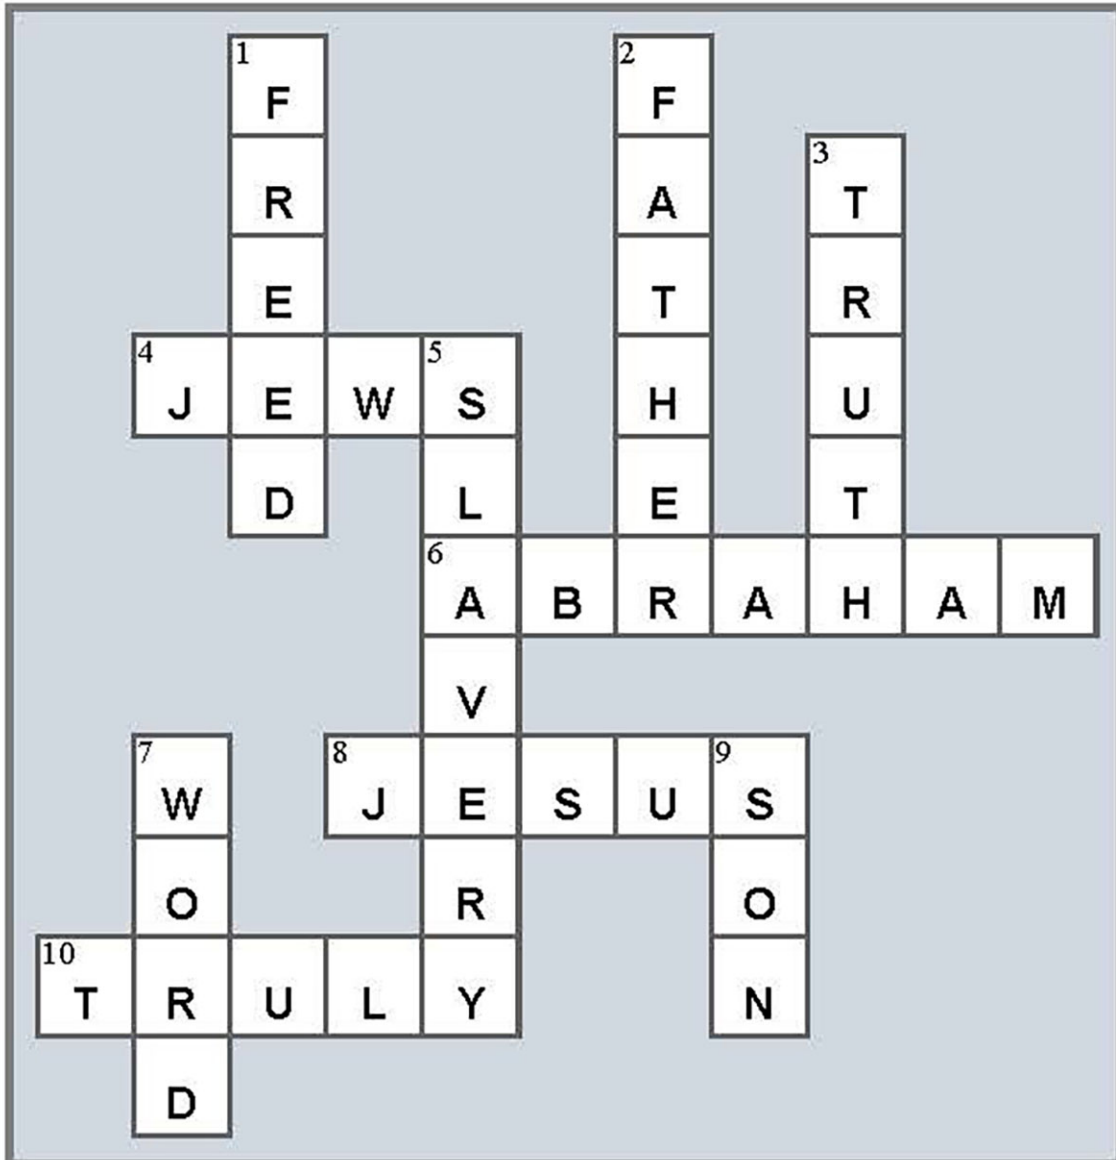 1 2
F F
R A 3 T
E T R
4 J E W 5 S H U
D L E T
6 A B R A H A M
V
7 W 8 J E S U 9 S
O R O
10 T R U L Y N
D